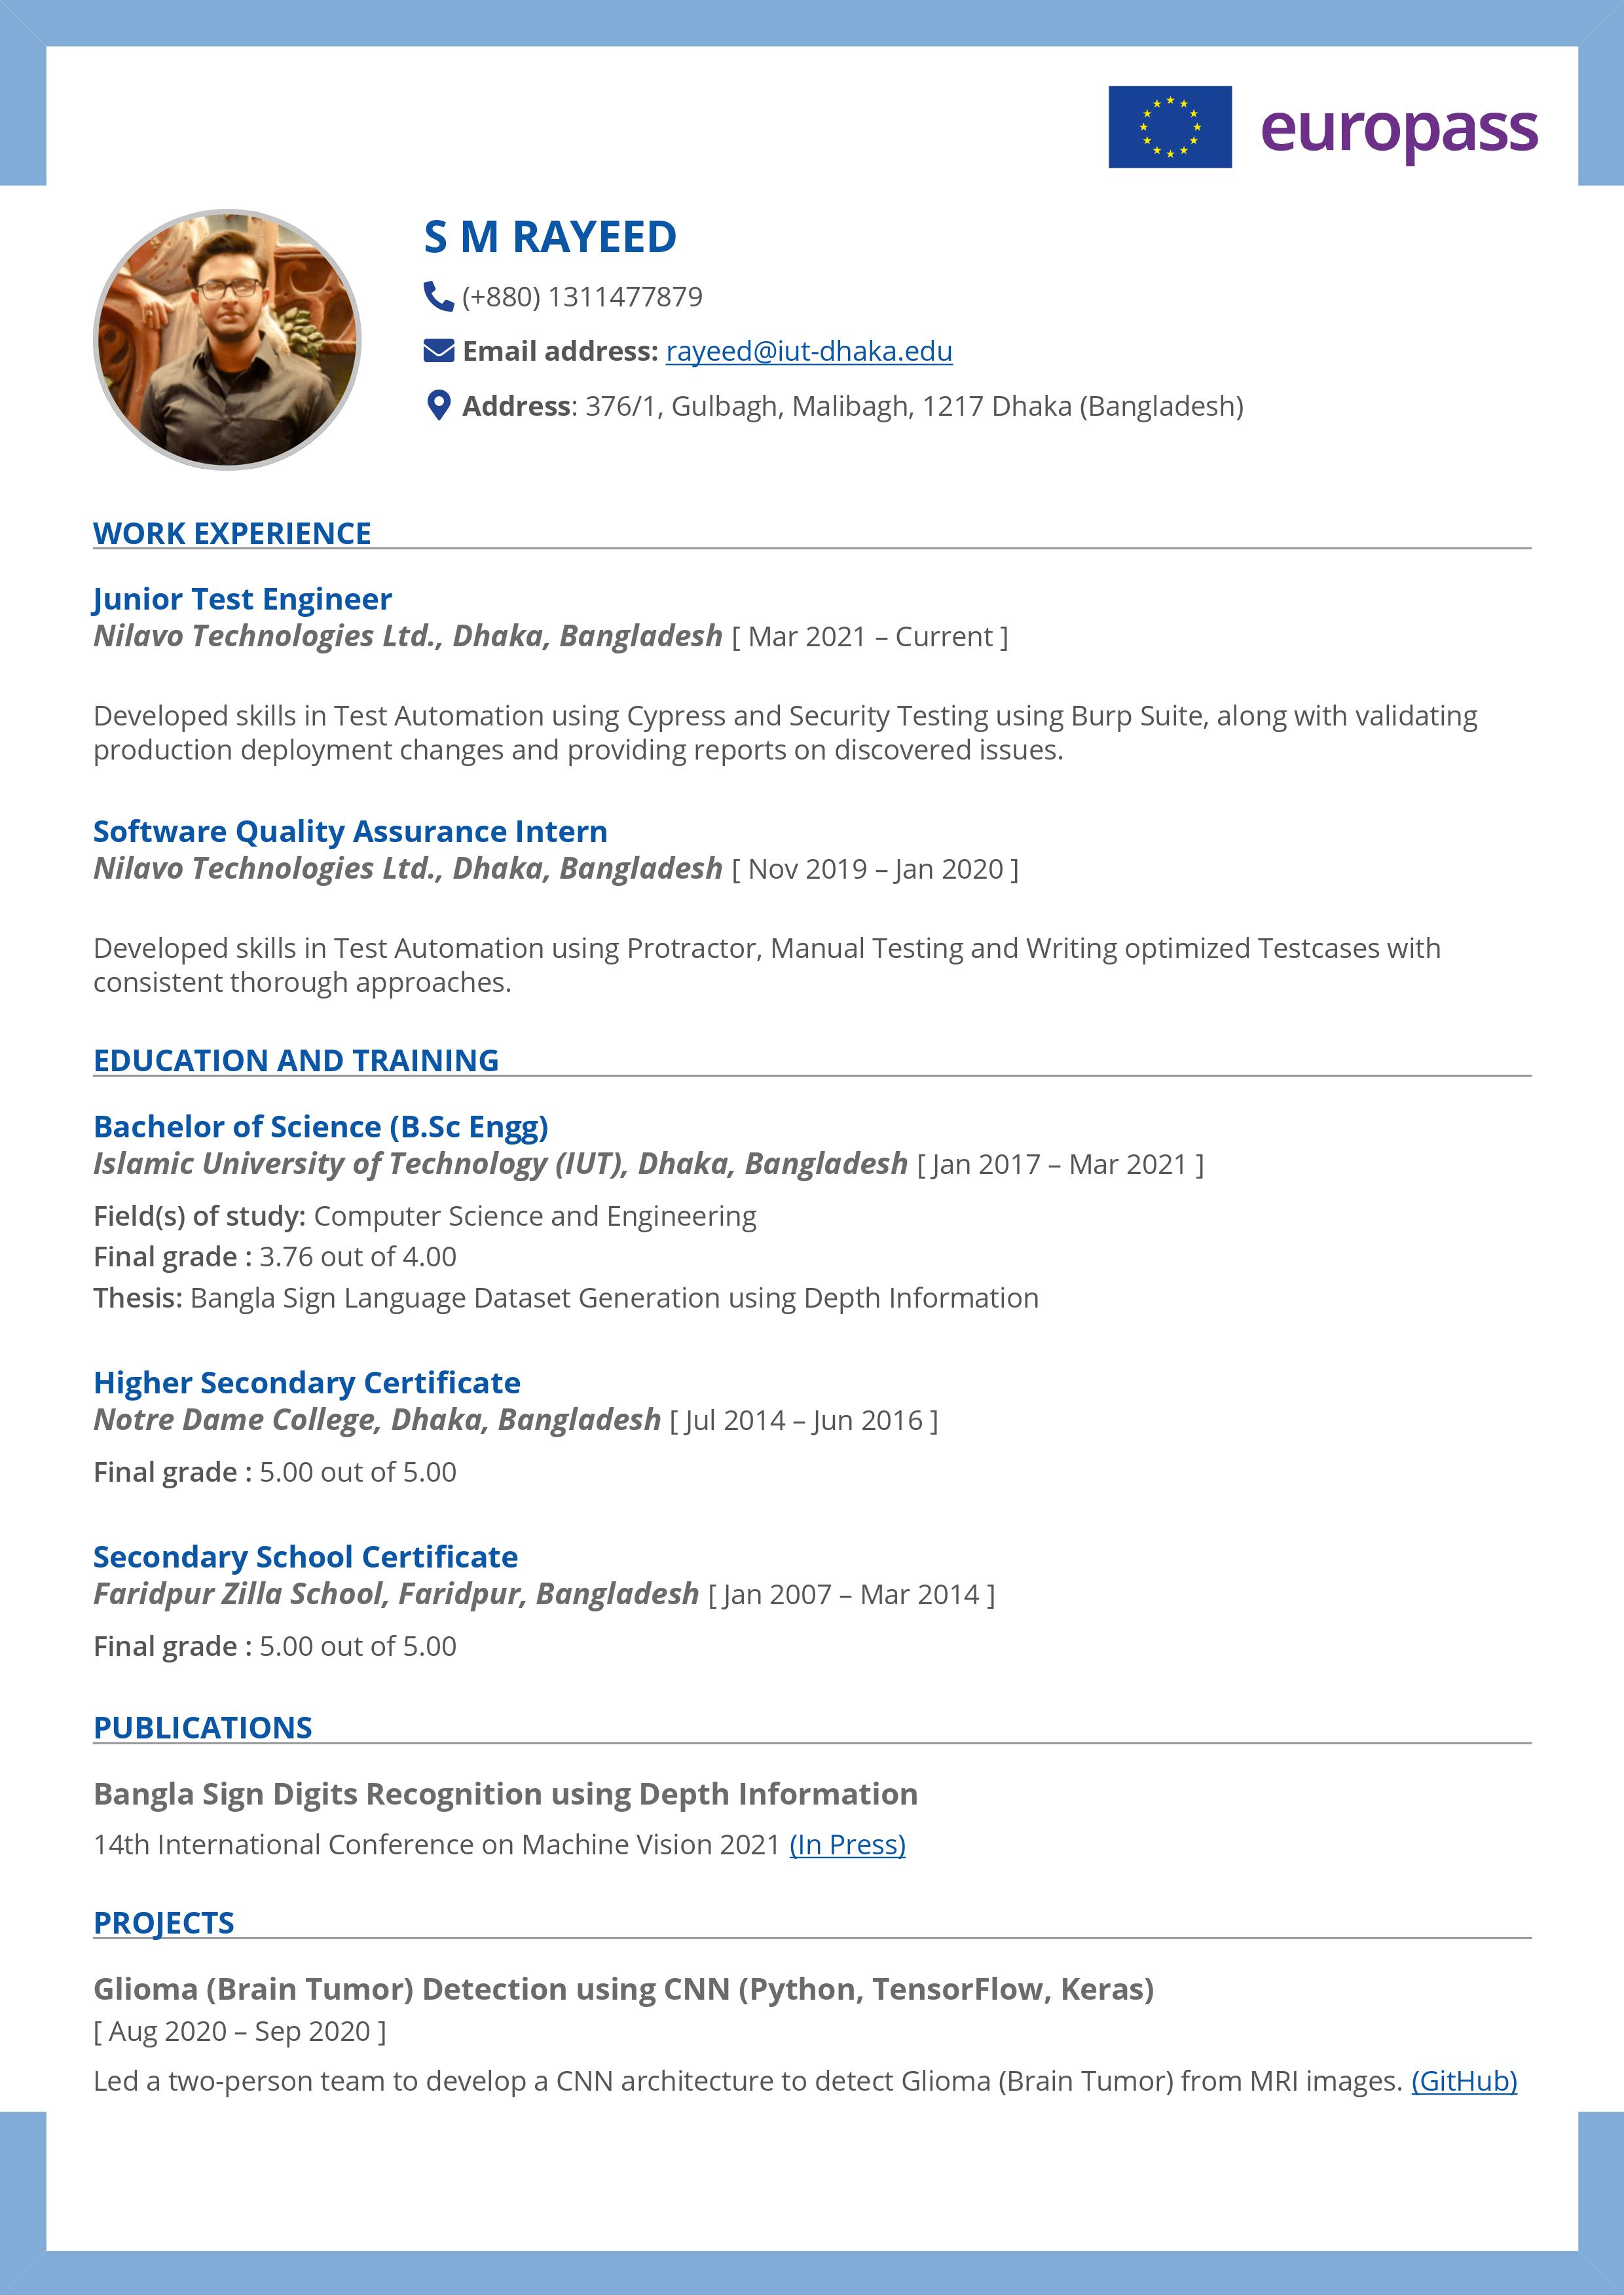 europass
S M RAYEED
(+880) 1311477879
Email address: rayeed@iut-dhaka.edu
Address: 376/1, Gulbagh, Malibagh, 1217 Dhaka (Bangladesh)
WORK EXPERIENCE
Junior Test Engineer
Nilavo Technologies Ltd., Dhaka, Bangladesh [ Mar 2021 – Current ]
Developed skills in Test Automation using Cypress and Security Testing using Burp Suite, along with validating
production deployment changes and providing reports on discovered issues.
Software Quality Assurance Intern
Nilavo Technologies Ltd., Dhaka, Bangladesh [ Nov 2019 – Jan 2020 ]
Developed skills in Test Automation using Protractor, Manual Testing and Writing optimized Testcases with
consistent thorough approaches.
EDUCATION AND TRAINING
Bachelor of Science (B.Sc Engg)
Islamic University of Technology (IUT), Dhaka, Bangladesh [ Jan 2017 – Mar 2021 ]
Field(s) of study: Computer Science and Engineering
Final grade : 3.76 out of 4.00
Thesis: Bangla Sign Language Dataset Generation using Depth Information
Higher Secondary Certificate
Notre Dame College, Dhaka, Bangladesh [ Jul 2014 – Jun 2016 ]
Final grade : 5.00 out of 5.00
Secondary School Certificate
Faridpur Zilla School, Faridpur, Bangladesh [ Jan 2007 – Mar 2014 ]
Final grade : 5.00 out of 5.00
PUBLICATIONS
Bangla Sign Digits Recognition using Depth Information
14th International Conference on Machine Vision 2021 (In Press)
PROJECTS
Glioma (Brain Tumor) Detection using CNN (Python, TensorFlow, Keras)
[ Aug 2020 – Sep 2020 ]
Led a two-person team to develop a CNN architecture to detect Glioma (Brain Tumor) from MRI images. (GitHub)